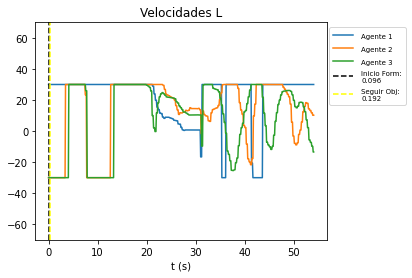 Velocidades L
60
40
20
0
−20
−40
−60
0
10
20
30
40
50
t (s)
Agente 1
Agente 2
Agente 3
Inicio Form:
0.096
Seguir Obj:
0.192